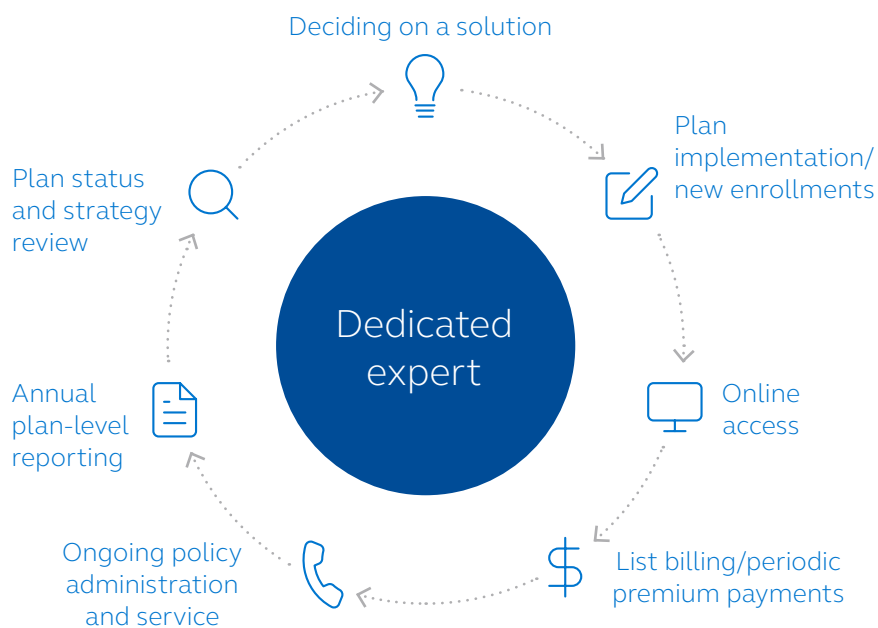 Deciding on a solution
Plan
implementation/
new enrollments
Online
access
List billing/periodic
premium payments
Ongoing policy
administration
and service
Annual
plan-level
reporting
Plan status
and strategy
review
Dedicated
expert